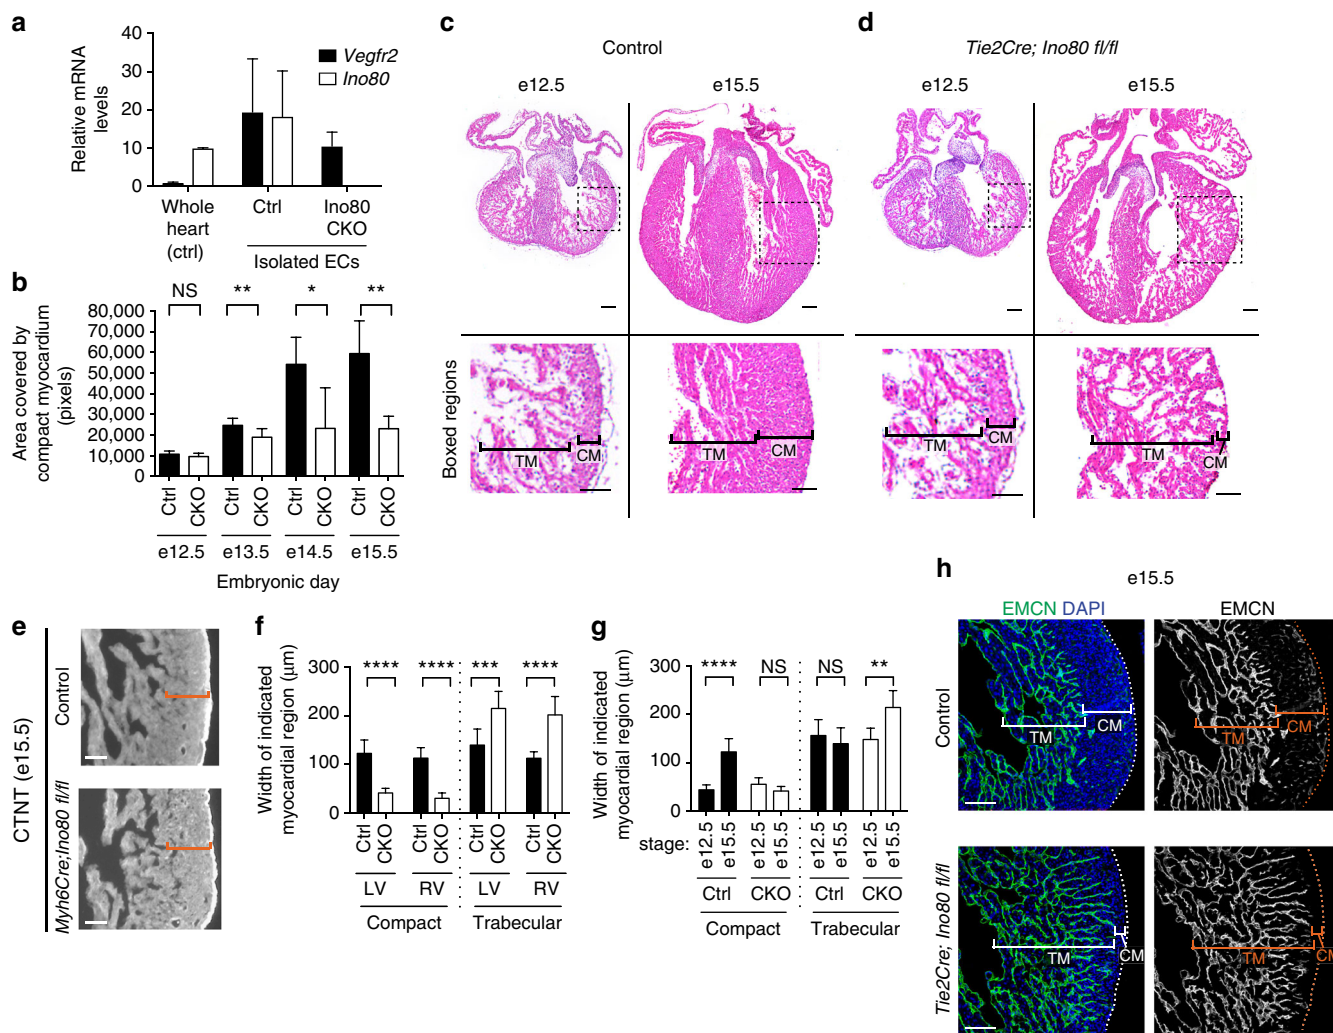 a
Relative mRNA
levels
40
30
20
10
0
Vegfr2
Ino80
Whole
heart
(ctrl)
Ctrl
Ino80
CKO
Isolated ECs
b
Area covered by
compact myocardium
(pixels)
NS
**
*
**
80,000
70,000
60,000
50,000
40,000
30,000
20,000
10,000
0
Ctrl
CKO
Ctrl
CKO
Ctrl
CKO
Ctrl
CKO
e12.5
e13.5
e14.5
e15.5
Embryonic day
c
Control
e12.5
e15.5
Boxed regions
TM
CM
TM
CM
d
Tie2Cre; Ino80 fl/fl
e12.5
e15.5
TM
CM
TM
CM
e
CTNT (e15.5)
Control
Myh6Cre;Ino80 fl/fl
f
Width of indicated
myocardial region (µm)
300
200
100
0
****
****
***
****
Ctrl
CKO
Ctrl
CKO
Ctrl
CKO
Ctrl
CKO
LV
RV
LV
RV
Compact
Trabecular
g
Width of indicated
myocardial region (µm)
300
200
100
0
****
NS
NS
**
stage:
e12.5
e15.5
e12.5
e15.5
e12.5
e15.5
e12.5
e15.5
Ctrl
CKO
Ctrl
CKO
Compact
Trabecular
h
e15.5
EMCN DAPI
EMCN
Control
TM
CM
TM
CM
Tie2Cre; Ino80 fl/fl
TM
CM
TM
CM